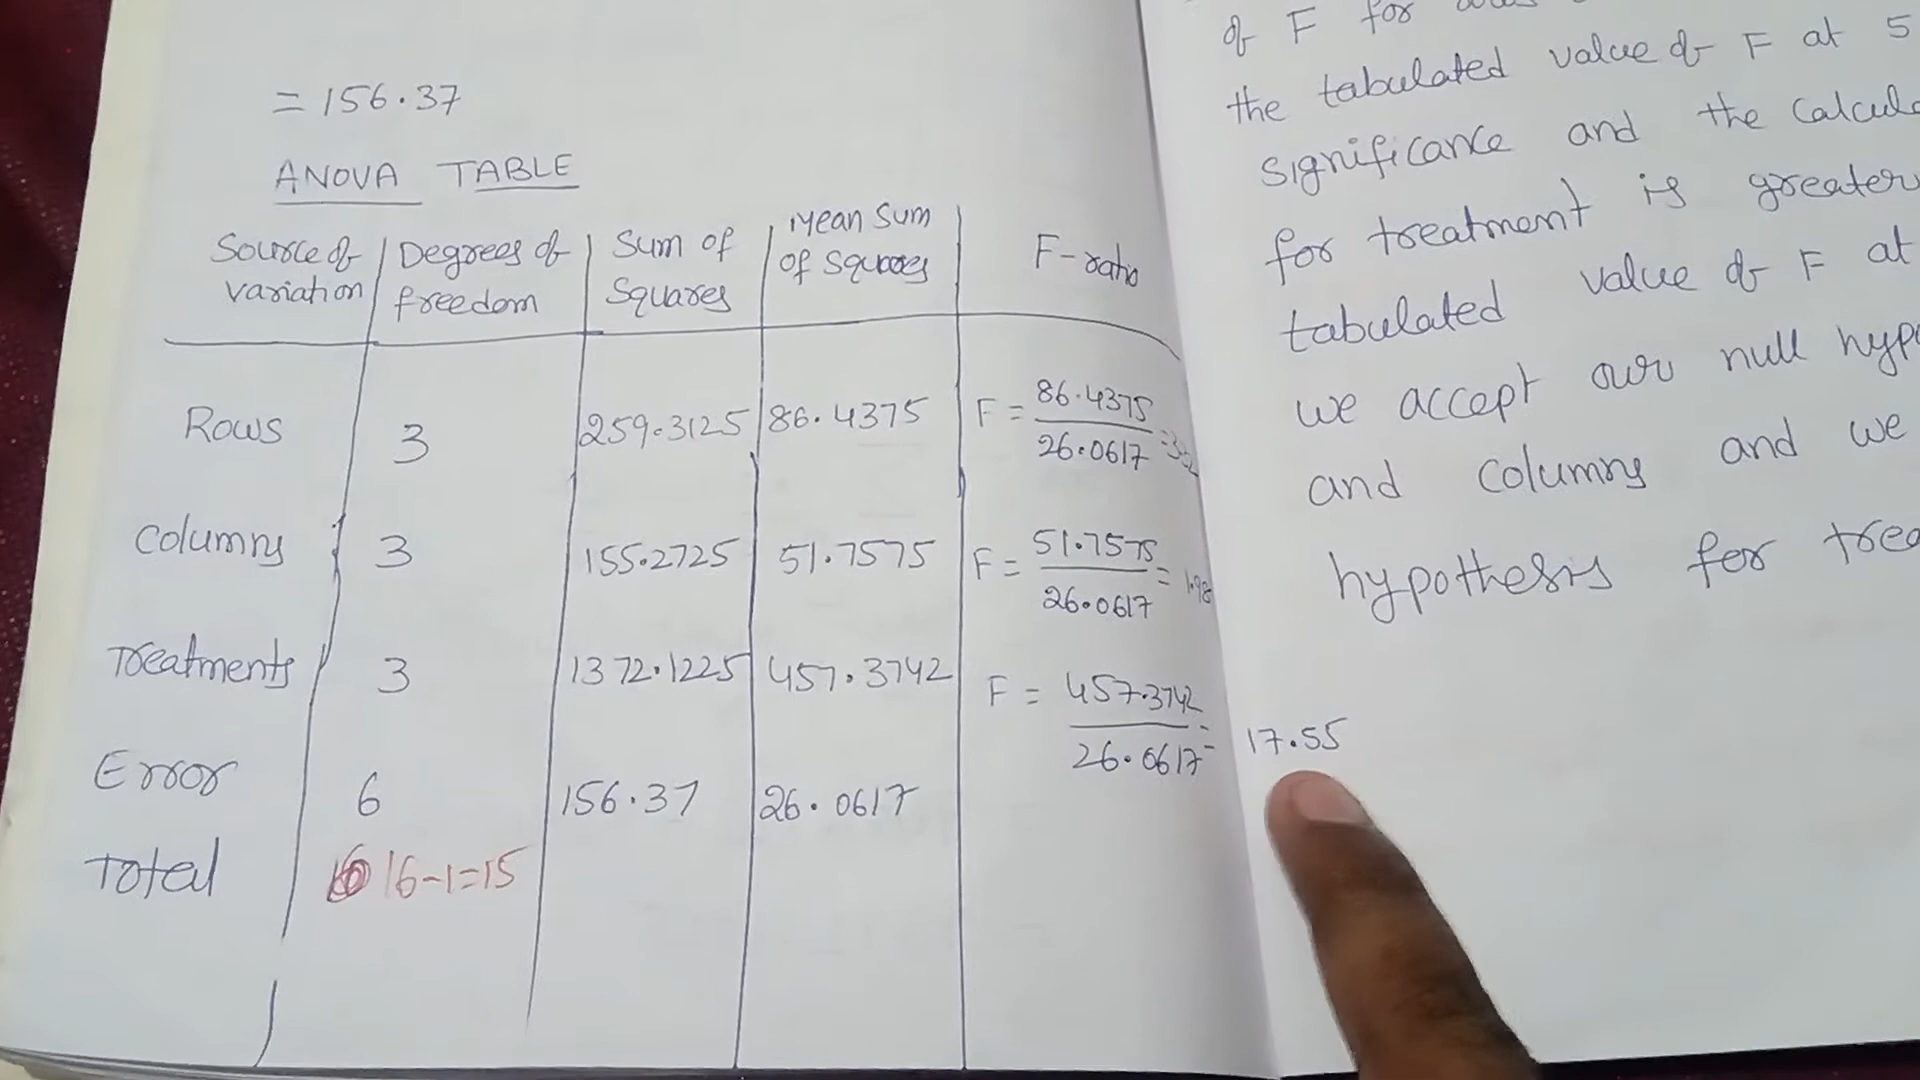 = 156.37
ANOVA TABLE
Source of variation | Degrees of freedom | Sum of Squares | Mean Sum of Squares | F-ratio
Rows | 3 | 259.3125 | 86.4375 | F = 86.4375 / 26.0617
Columns | 3 | 155.2725 | 51.7575 | F = 51.7575 / 26.0617 = 1.98
Treatments | 3 | 1372.1225 | 457.3742 | F = 457.3742 / 26.0617 = 17.55
Error | 6 | 156.37 | 26.0617
Total | 16-1=15
of F for
the tabulated value of F at 5
significance and the
for treatment is greater
tabulated value of F at
we accept our null
and columns and we
hypothesis for